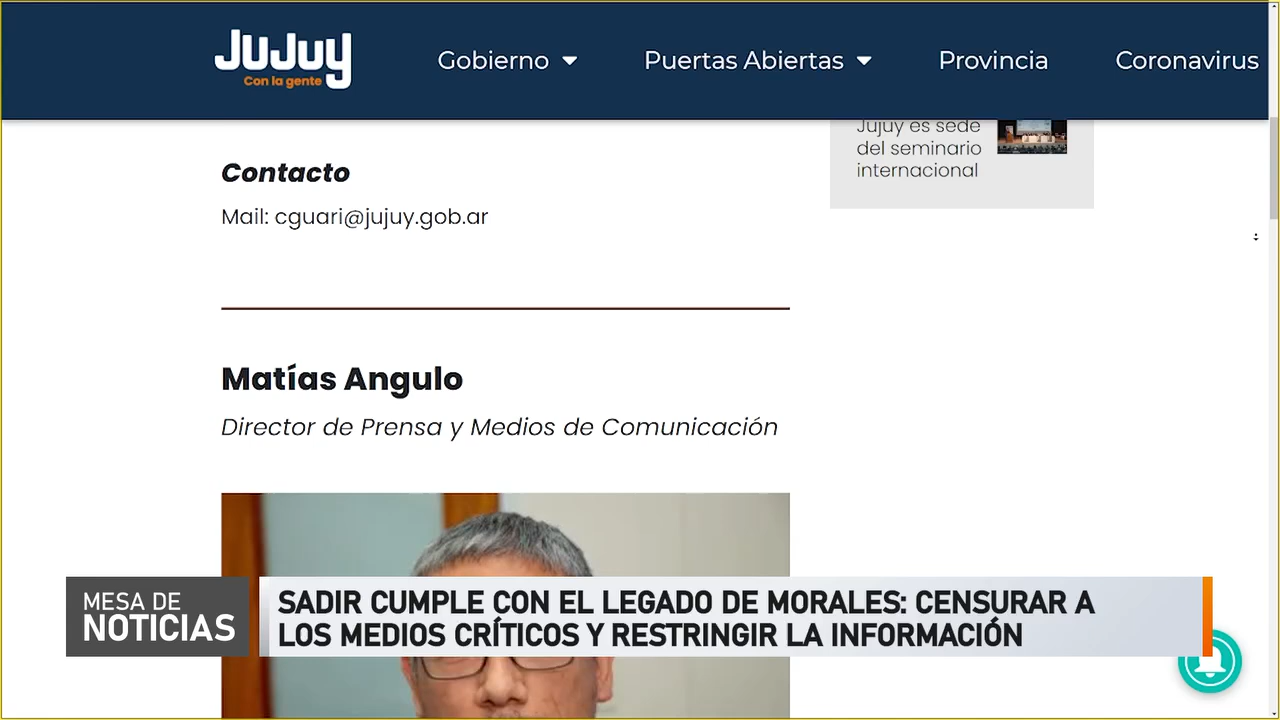 JUJUY
Con la gente
Gobierno
Puertas Abiertas
Provincia
Coronavirus
Jujuy es sede
del seminario
internacional
Contacto
Mail: cguari@jujuy.gob.ar
Matías Angulo
Director de Prensa y Medios de Comunicación
MESA DE
NOTICIAS
SADIR CUMPLE CON EL LEGADO DE MORALES: CENSURAR A
LOS MEDIOS CRÍTICOS Y RESTRINGIR LA INFORMACIÓN